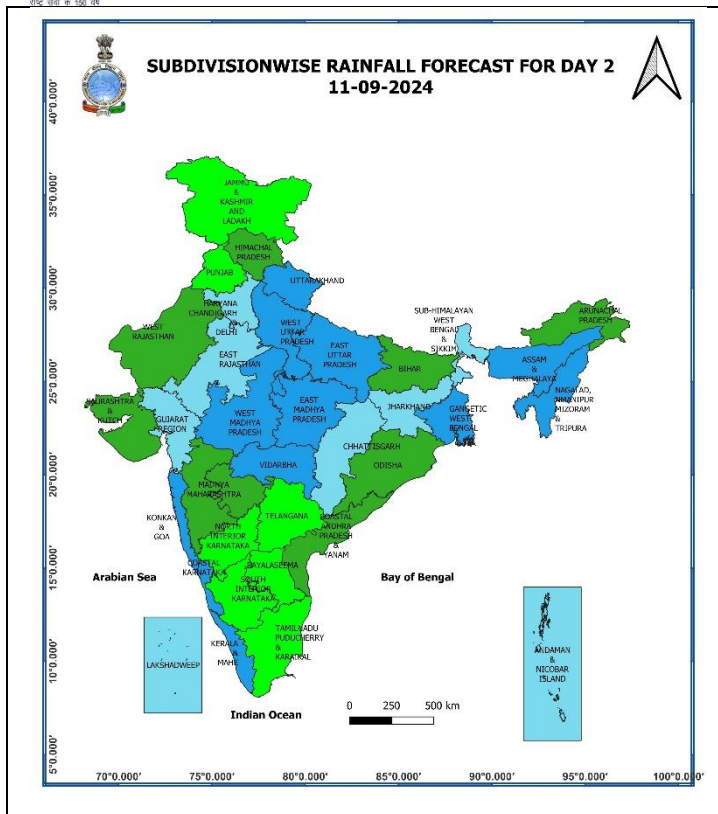 राष्ट्र सेवा के 150 वर्ष
SUBDIVISIONWISE RAINFALL FORECAST FOR DAY 2
11-09-2024
40°0.000'
35°0.000'
30°0.000'
25°0.000'
20°0.000'
15°0.000'
10°0.000'
5°0.000'
JAMMU
&
KASHMIR
AND
LADAKH
HIMACHAL
PRADESH
PUNJAB
UTTARAKHAND
HARYANA
CHANDIGARH
&
DELHI
WEST
RAJASTHAN
EAST
RAJASTHAN
WEST
UTTAR
PRADESH
EAST
UTTAR
PRADESH
SUB-HIMALAYAN
WEST
BENGAL
&
SIKKIM
ARUNACHAL
PRADESH
BIHAR
ASSAM
&
MEGHALAYA
MANIPUR
MIZORAM
&
TRIPURA
SAURASHTRA
&
KUTCH
GUJARAT
REGION
WEST
MADHYA
PRADESH
EAST
MADHYA
PRADESH
JHARKHAND
GANGETIC
WEST
BENGAL
CHHATTISGARH
ODISHA
VIDARBHA
MADHYA
MAHARASHTRA
KONKAN
&
GOA
TELANGANA
NORTH
INTERIOR
KARNATAKA
COASTAL
ANDHRA
PRADESH
&
YANAM
COASTAL
KARNATAKA
RAYALASEEMA
SOUTH
INTERIOR
KARNATAKA
Arabian Sea
Bay of Bengal
TAMILNADU
PUDUCHERRY
&
KARAIKAL
KERALA
&
MAHE
LAKSHADWEEP
ANDAMAN
&
NICOBAR
ISLAND
Indian Ocean
0 250 500 km
70°0.000' 75°0.000' 80°0.000' 85°0.000' 90°0.000' 95°0.000' 100°0.000'